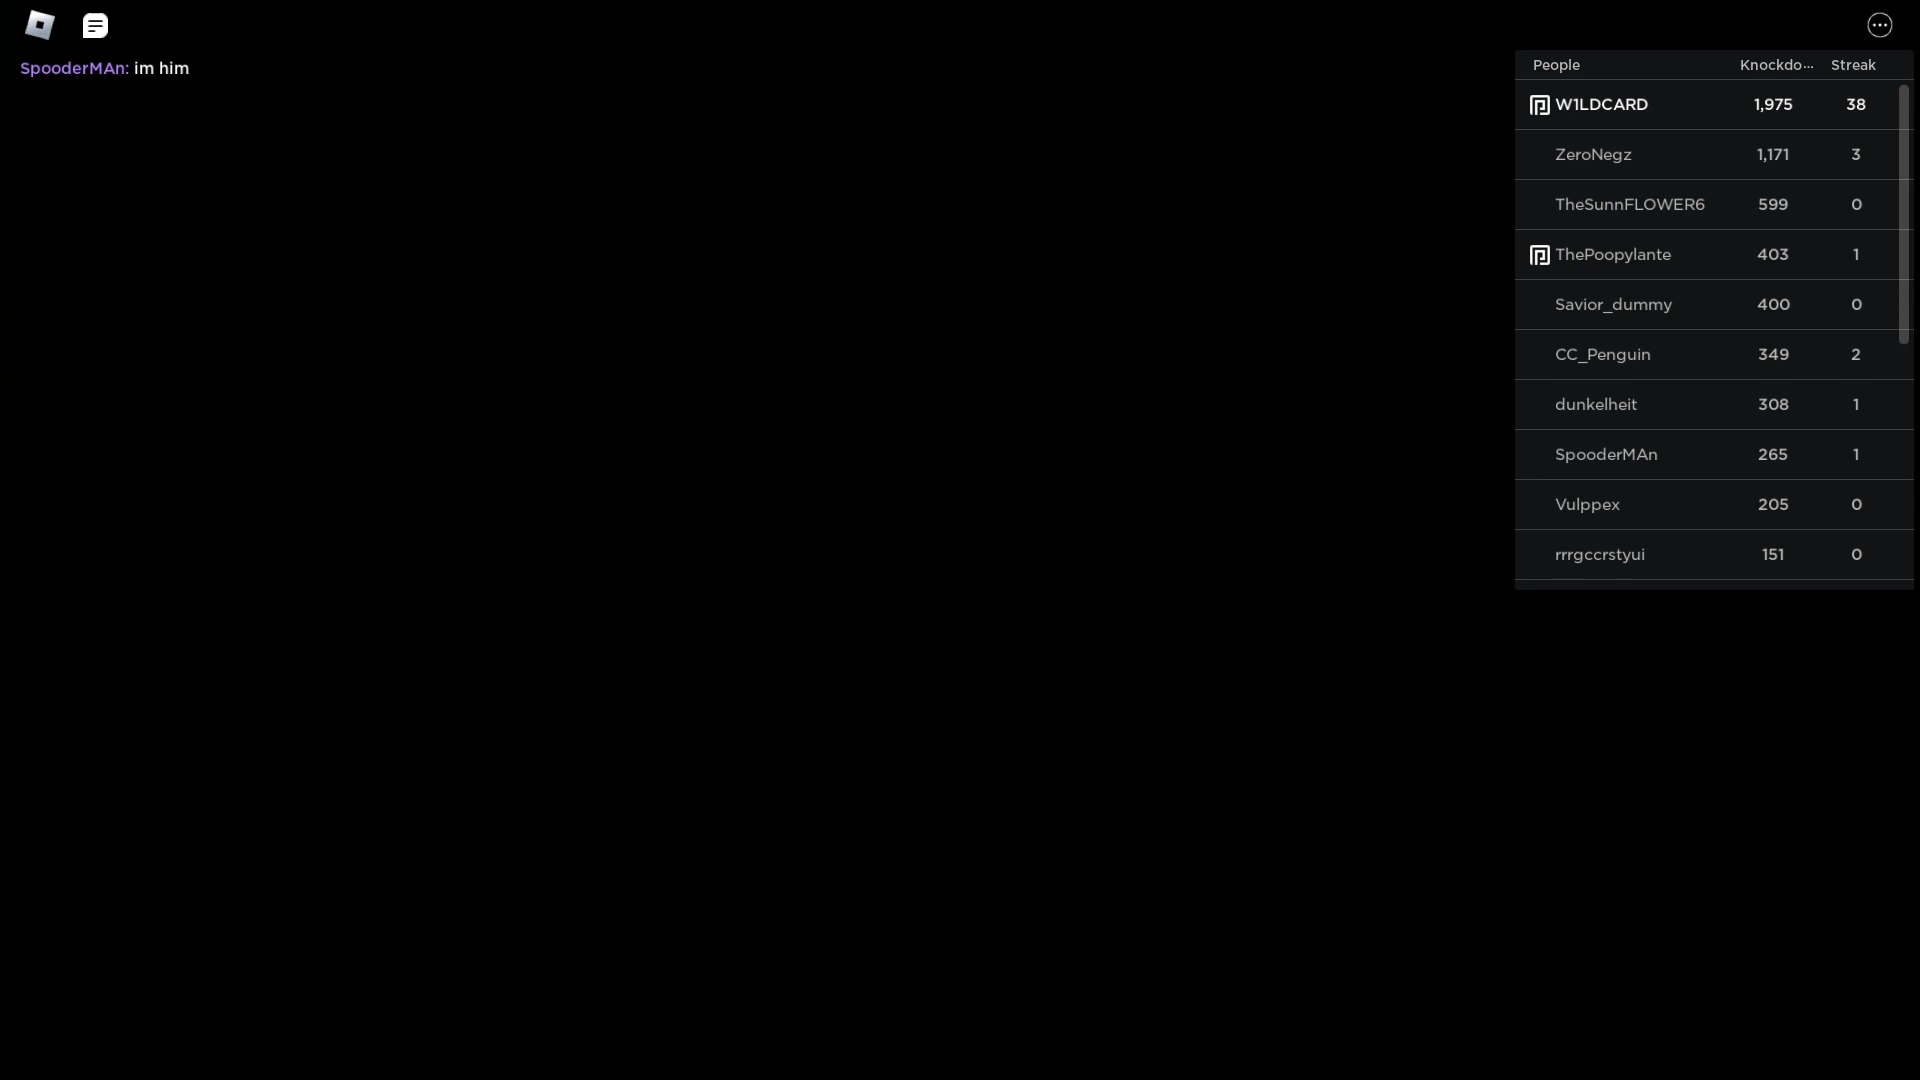 SpooderMAn: im him
People Knockdo... Streak
W1LDCARD 1,975 38
ZeroNegz 1,171 3
TheSunnFLOWER6 599 0
ThePoopylante 403 1
Savior_dummy 400 0
CC_Penguin 349 2
dunkelheit 308 1
SpooderMAn 265 1
Vulppex 205 0
rrrgccrstyui 151 0